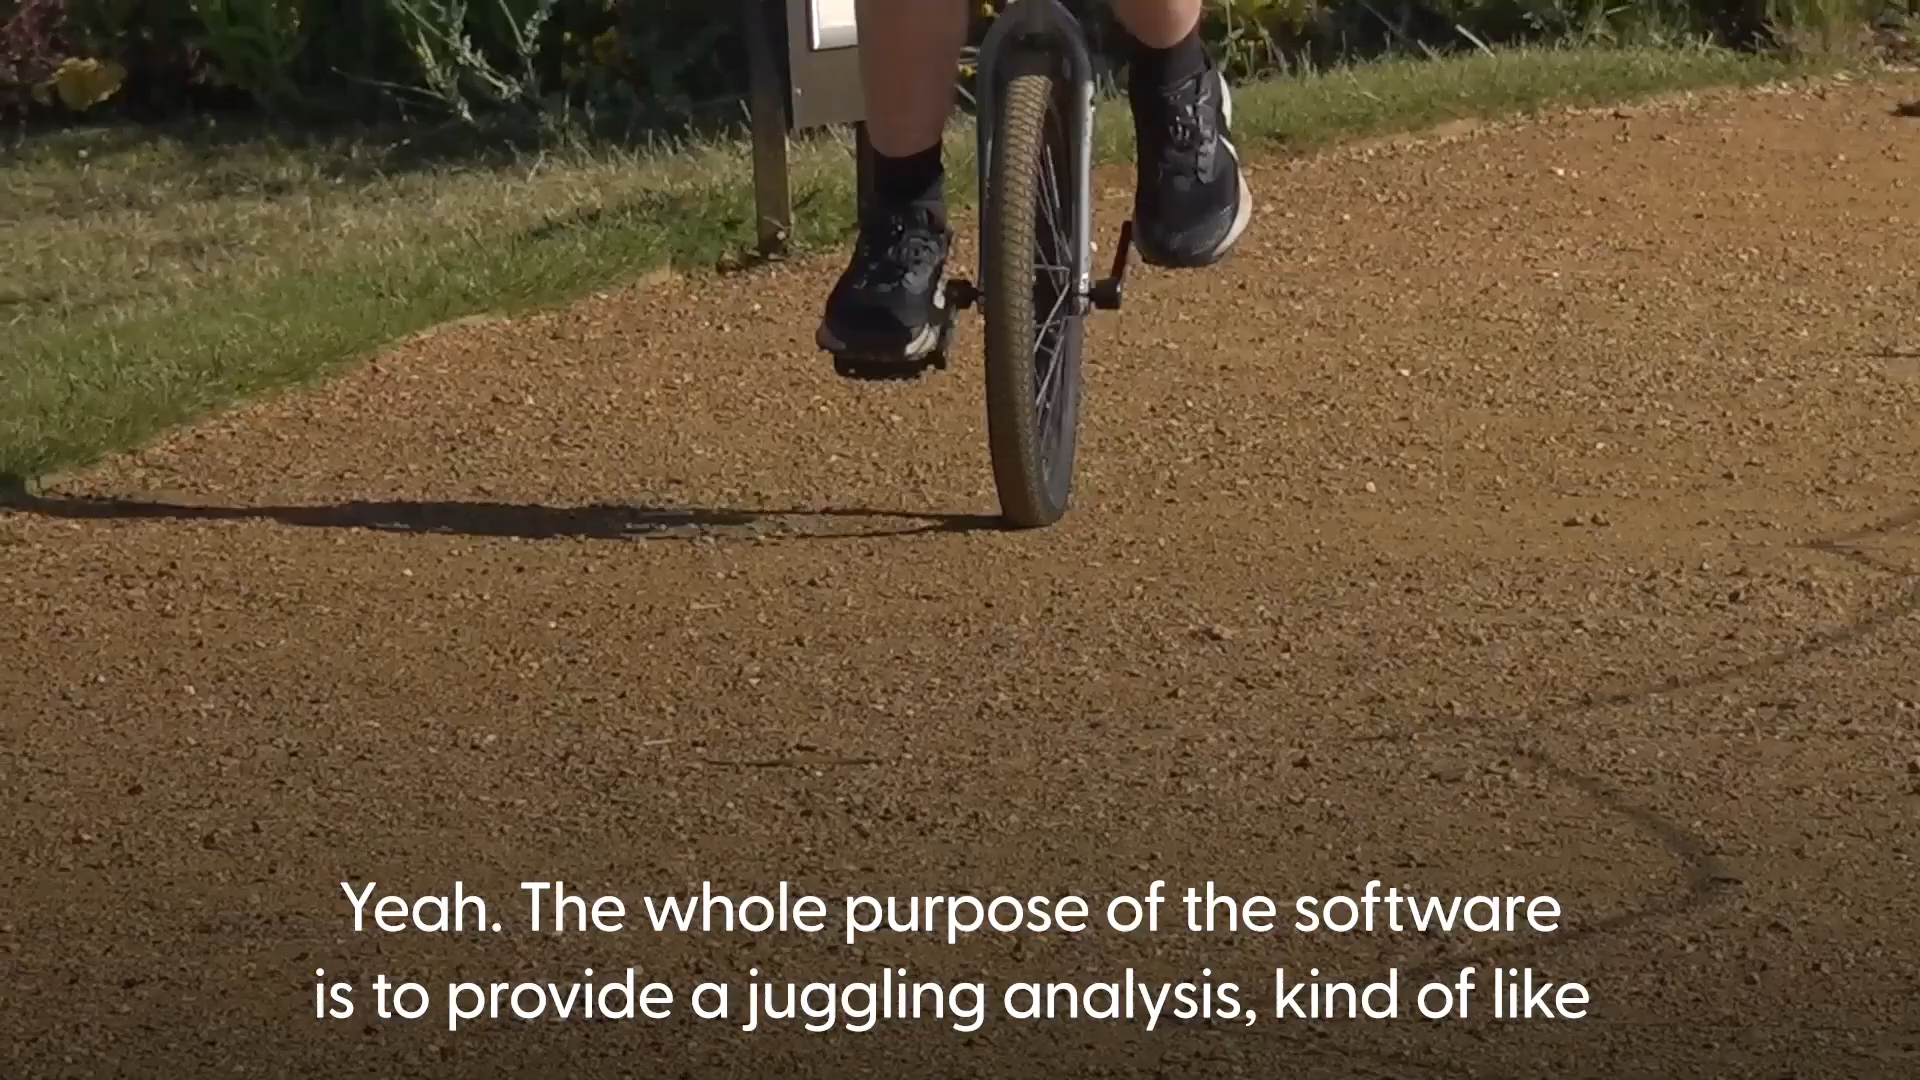 Yeah. The whole purpose of the software
is to provide a juggling analysis, kind of like